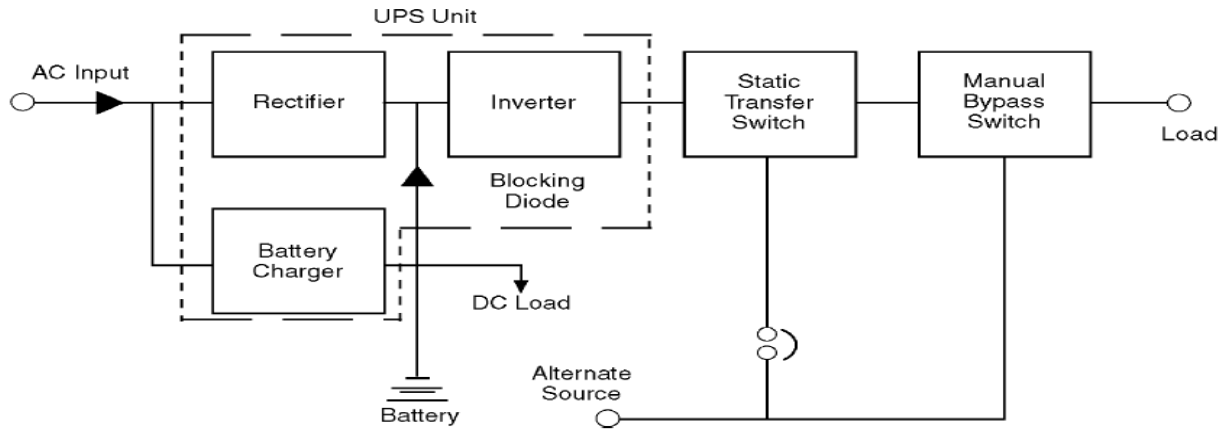 UPS Unit
AC Input
Rectifier
Inverter
Static
Transfer
Switch
Manual
Bypass
Switch
Load
Blocking
Diode
Battery
Charger
DC Load
Alternate
Source
Battery